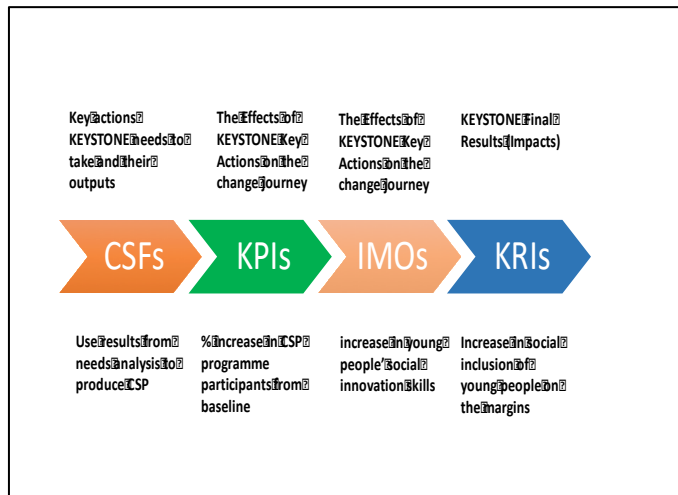 Key actions
KEYSTONE needs to
take and their
outputs
The Effects of
KEYSTONE Key
Actions on the
change journey
The Effects of
KEYSTONE Key
Actions on the
change journey
KEYSTONE Final
Results (Impacts)
CSFs
KPIs
IMOs
KRIs
Use results from
needs analysis to
produce CSP
% increase in CSP
programme
participants from
baseline
increase in young
people's social
innovation skills
Increase in social
inclusion of
young people on
the margins